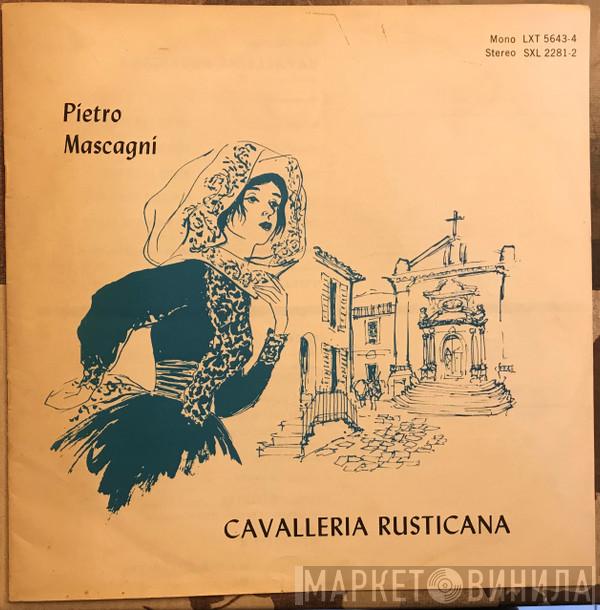 Mono LXT 5643-4
Stereo SXL 2281-2
Pietro
Mascagni
CAVALLERIA RUSTICANA
МАРКЕТ ВИНИЛА